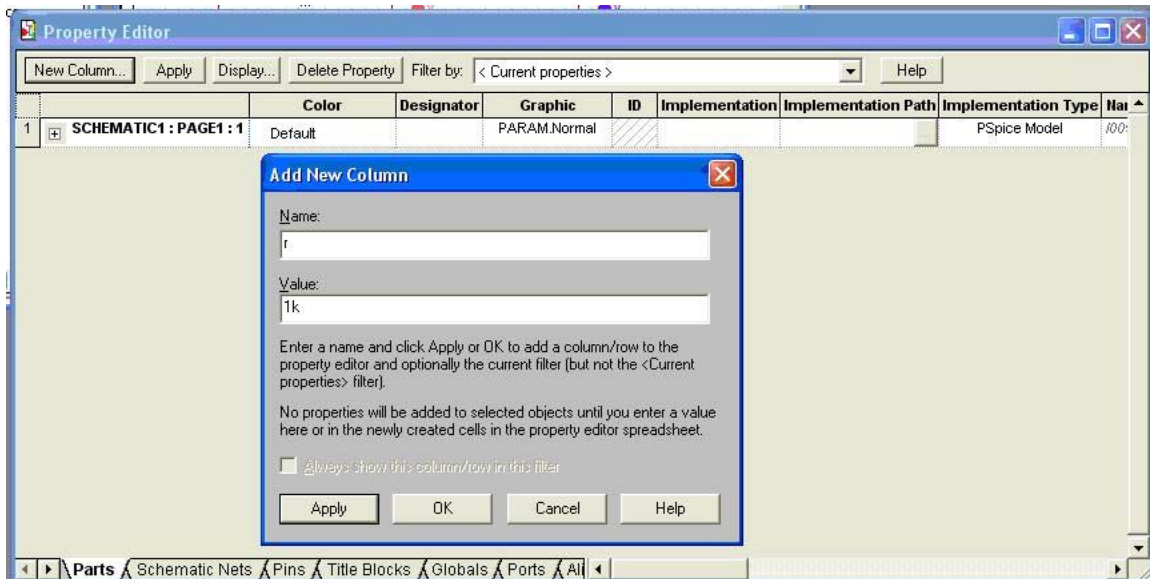 Property Editor
New Column... Apply Display... Delete Property Filter by: < Current properties > Help
Color Designator Graphic ID Implementation Implementation Path Implementation Type
1 SCHEMATIC1 : PAGE1 : 1 Default PARAM.Normal PSpice Model
Add New Column
Name:
r
Value:
1k
Enter a name and click Apply or OK to add a column/row to the
property editor and optionally the current filter (but not the <Current
properties> filter).
No properties will be added to selected objects until you enter a value
here or in the newly created cells in the property editor spreadsheet.
Always show this column/row in this filter
Apply OK Cancel Help
Parts Schematic Nets Pins Title Blocks Globals Ports